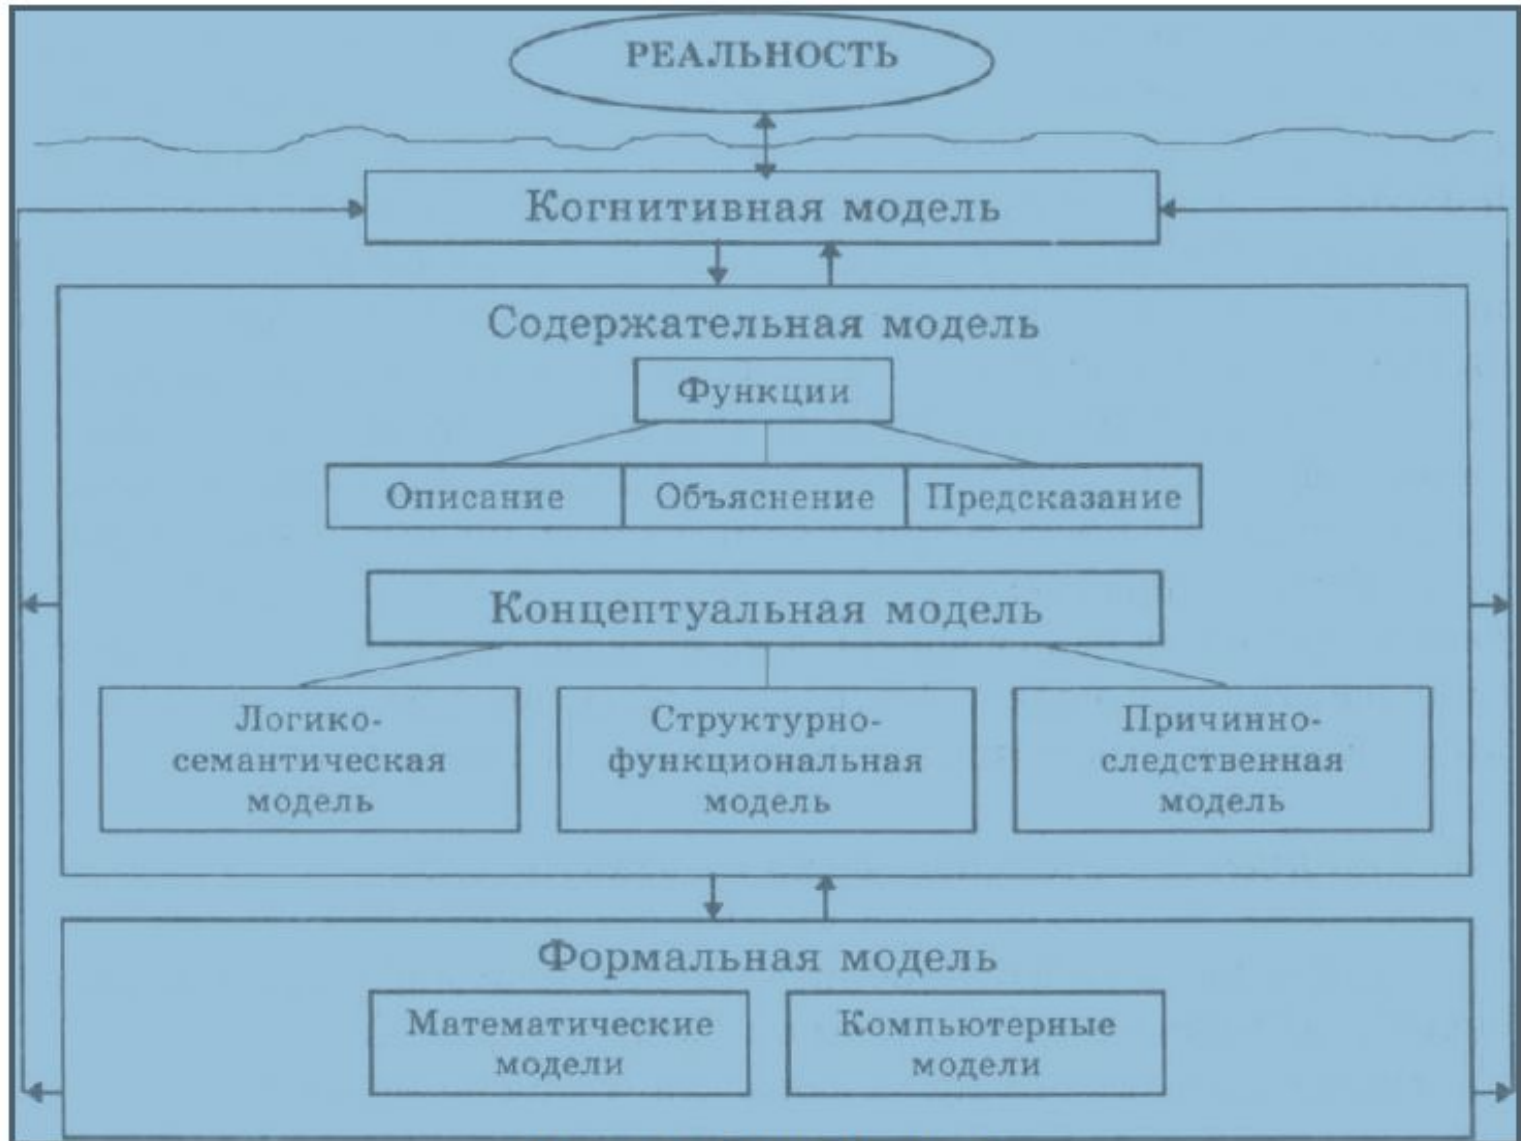 РЕАЛЬНОСТЬ
Когнитивная модель
Содержательная модель
Функции
Описание
Объяснение
Предсказание
Концептуальная модель
Логико-
семантическая
модель
Структурно-
функциональная
модель
Причинно-
следственная
модель
Формальная модель
Математические
модели
Компьютерные
модели